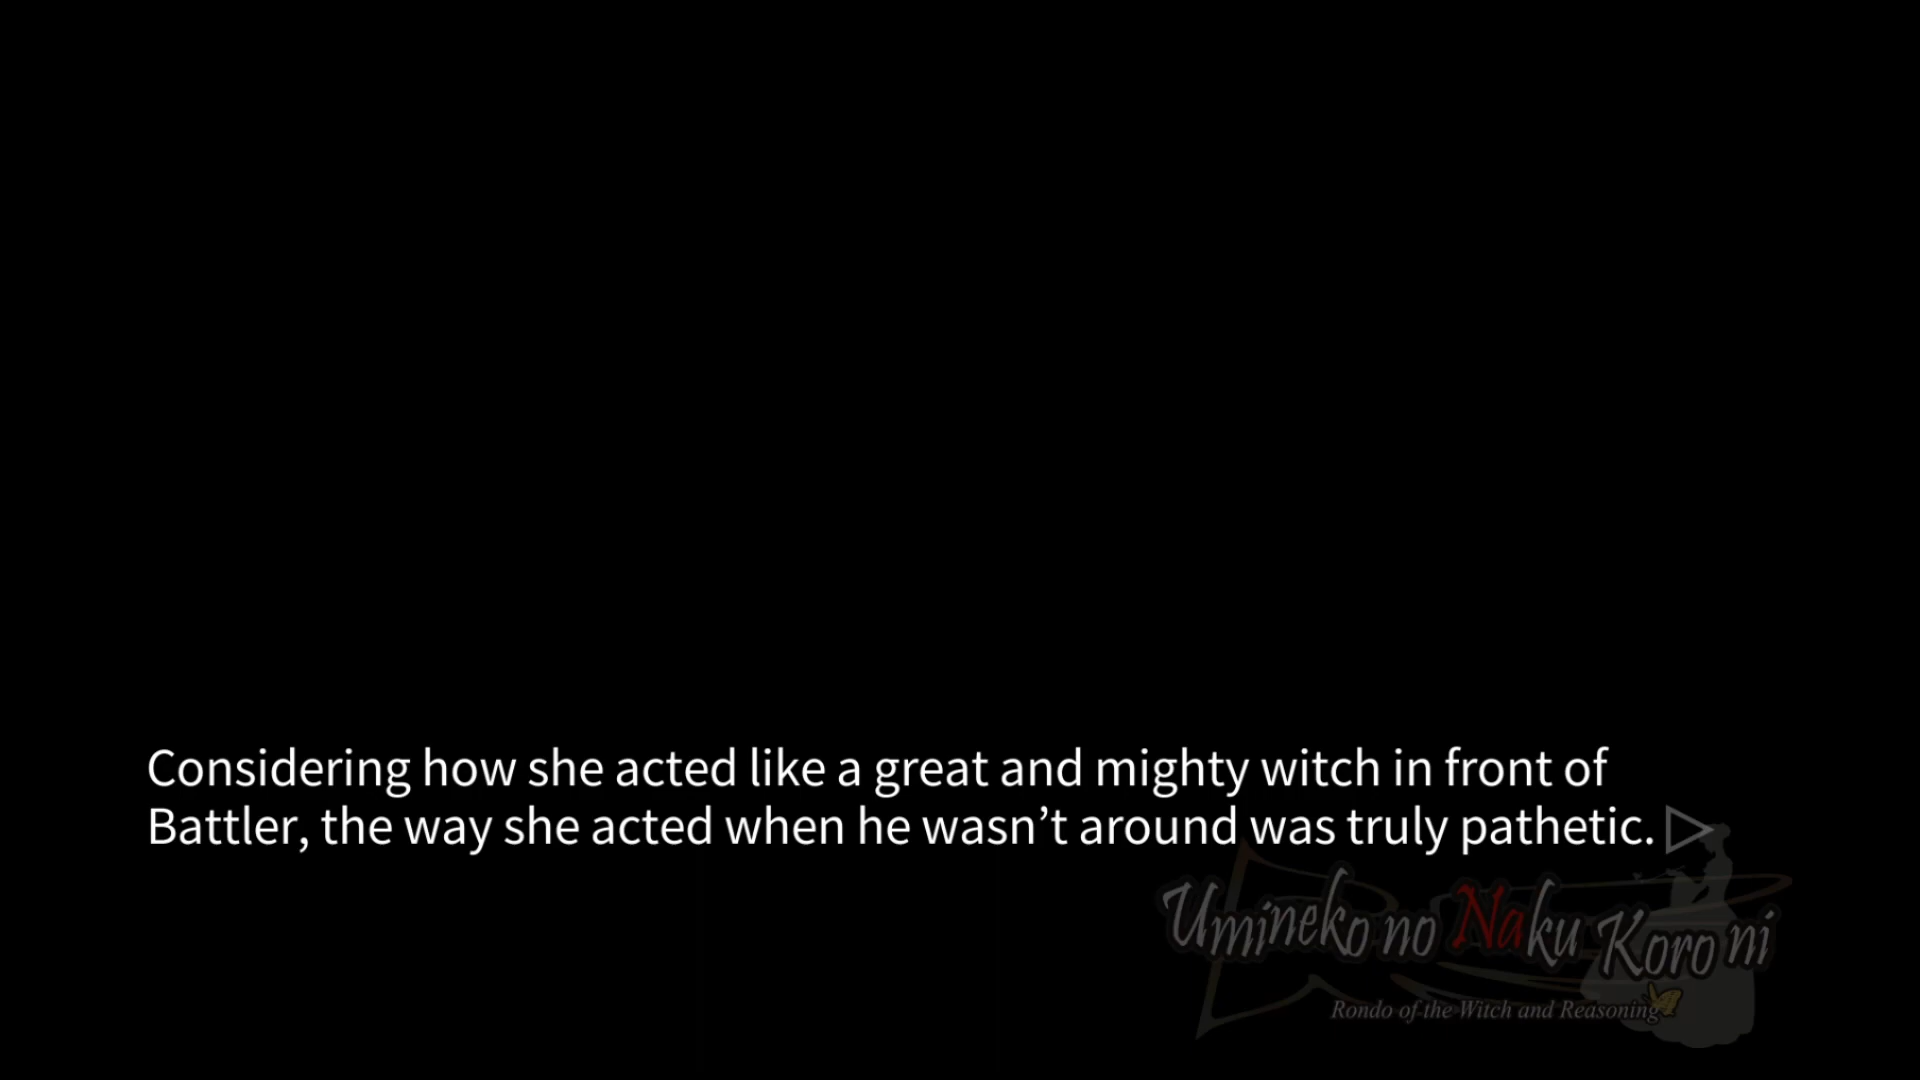 Considering how she acted like a great and mighty witch in front of
Battler, the way she acted when he wasn’t around was truly pathetic.
Umineko no Naku Koro ni
Rondo of the Witch and Reasoning